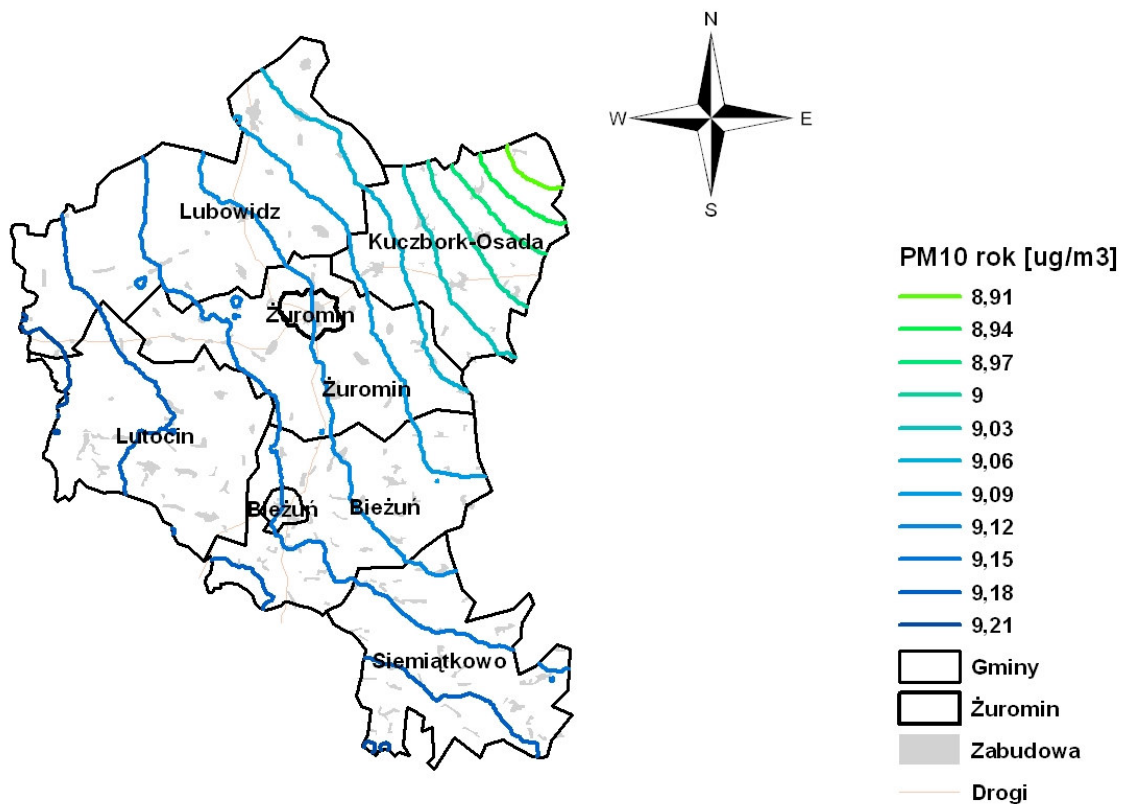 N
W
E
S
Lubowidz
Kuczbork-Osada
Żuromin
Żuromin
Lutocin
Bieżuń
Bieżuń
Siemiątkowo
PM10 rok [ug/m3]
8,91
8,94
8,97
9
9,03
9,06
9,09
9,12
9,15
9,18
9,21
Gminy
Żuromin
Zabudowa
Drogi